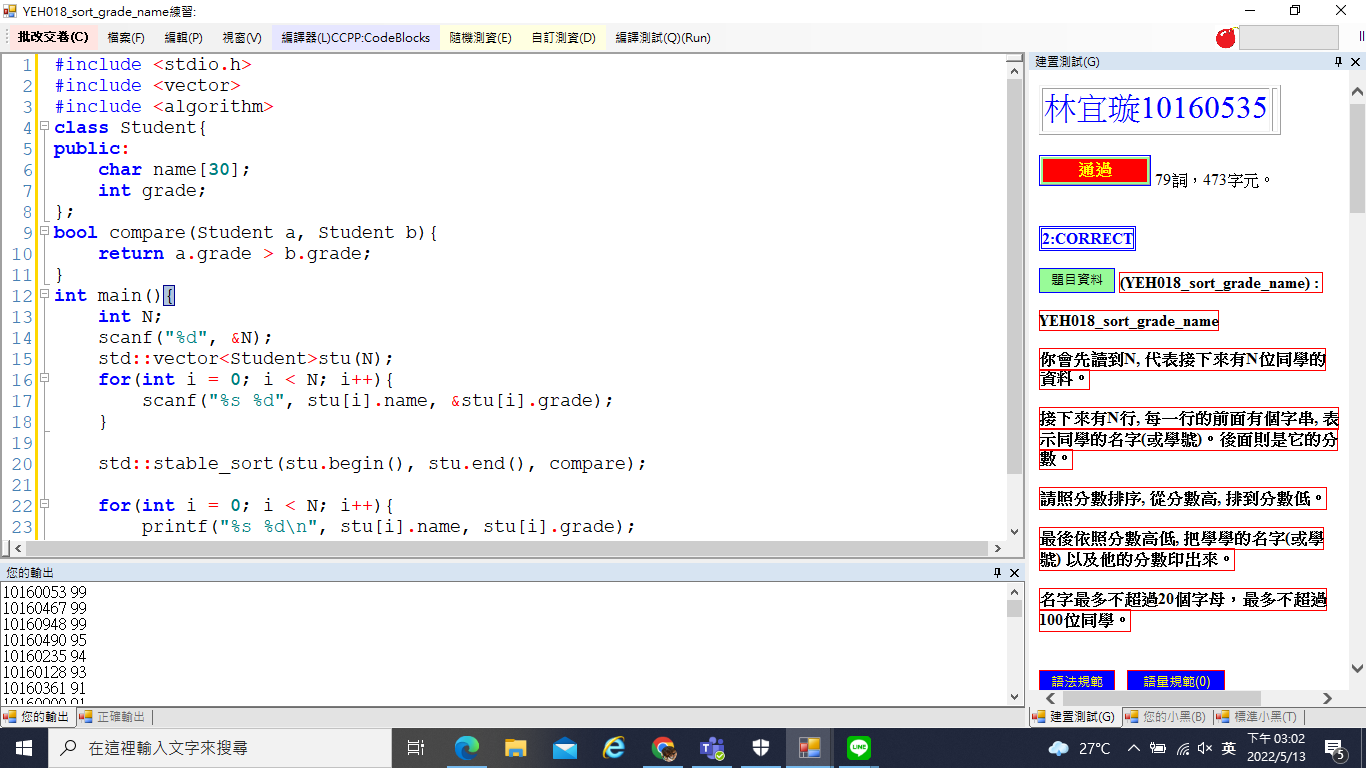 YEH018_sort_grade_name練習:
批改交卷(C) 檔案(F) 編輯(P) 視窗(V) 編譯器(L)CCPP:CodeBlocks 隨機測資(E) 自訂測資(D) 編譯測試(Q)(Run)
1 #include <stdio.h>
2 #include <vector>
3 #include <algorithm>
4 class Student{
5 public:
6 char name[30];
7 int grade;
8 };
9 bool compare(Student a, Student b){
10 return a.grade > b.grade;
11 }
12 int main(){
13 int N;
14 scanf("%d", &N);
15 std::vector<Student>stu(N);
16 for(int i = 0; i < N; i++){
17 scanf("%s %d", stu[i].name, &stu[i].grade);
18 }
19
20 std::stable_sort(stu.begin(), stu.end(), compare);
21
22 for(int i = 0; i < N; i++){
23 printf("%s %d\n", stu[i].name, stu[i].grade);
您的輸出
10160053 99
10160467 99
10160948 99
10160490 95
10160235 94
10160128 93
10160361 91
您的輸出 正確輸出
建置測試(G)
林宜璇10160535
通過 79詞，473字元。
2:CORRECT
題目資料 (YEH018_sort_grade_name) :
YEH018_sort_grade_name
你會先讀到N, 代表接下來有N位同學的
資料。
接下來有N行, 每一行的前面有個字串, 表
示同學的名字(或學號)。後面則是它的分
數。
請照分數排序, 從分數高, 排到分數低。
最後依照分數高低, 把學學的名字(或學
號) 以及他的分數印出來。
名字最多不超過20個字母，最多不超過
100位同學。
語法規範 語量規範(0)
建置測試(G) 您的小黑(B) 標準小黑(T)
在這裡輸入文字來搜尋
27°C 英 下午 03:02
2022/5/13
5